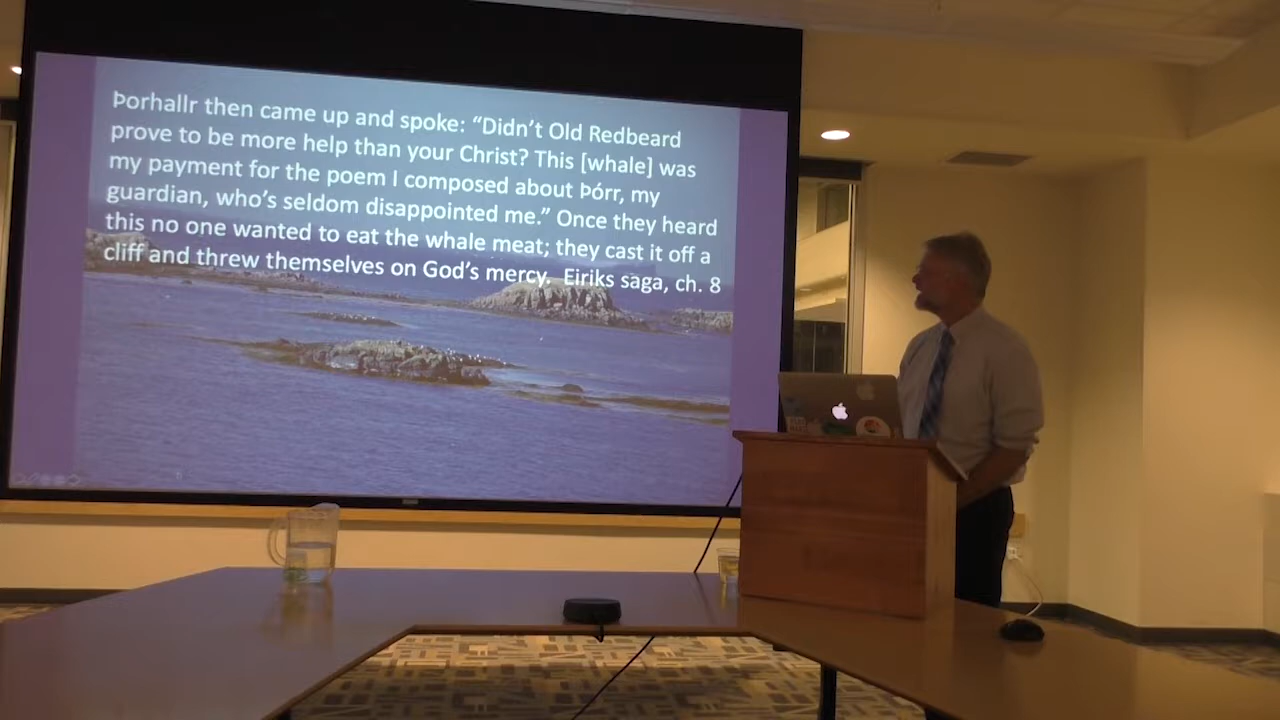 Þorhallr then came up and spoke: “Didn’t Old Redbeard
prove to be more help than your Christ? This [whale] was
my payment for the poem I composed about Þórr, my
guardian, who’s seldom disappointed me.” Once they heard
this no one wanted to eat the whale meat; they cast it off a
cliff and threw themselves on God’s mercy. Eiriks saga, ch. 8